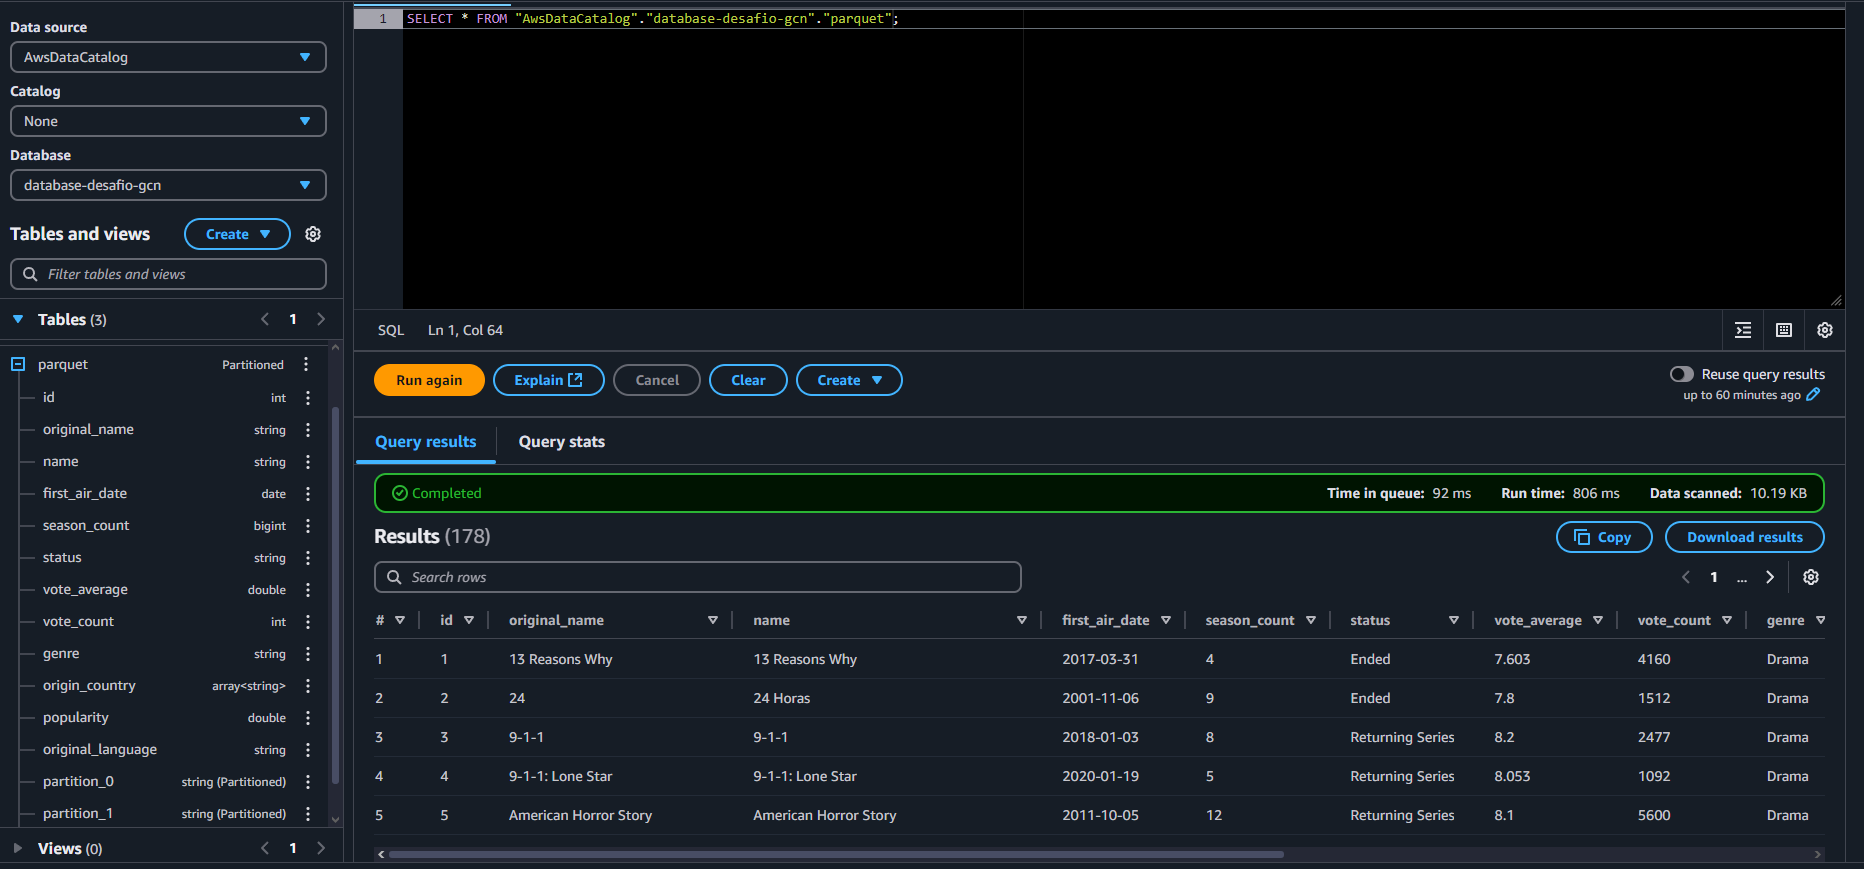 Data source
AwsDataCatalog
Catalog
None
Database
database-desafio-gcn
Tables and views
Create
Filter tables and views
Tables (3)
1
parquet Partitioned
id int
original_name string
name string
first_air_date date
season_count bigint
status string
vote_average double
vote_count int
genre string
origin_country array<string>
popularity double
original_language string
partition_0 string (Partitioned)
partition_1 string (Partitioned)
Views (0) 1
1 SELECT * FROM "AwsDataCatalog"."database-desafio-gcn"."parquet";
SQL Ln 1, Col 64
Run again Explain Cancel Clear Create
Reuse query results
up to 60 minutes ago
Query results Query stats
Completed Time in queue: 92 ms Run time: 806 ms Data scanned: 10.19 KB
Results (178) Copy Download results
Search rows 1 ...
# id original_name name first_air_date season_count status vote_average vote_count genre
1 1 13 Reasons Why 13 Reasons Why 2017-03-31 4 Ended 7.603 4160 Drama
2 2 24 24 Horas 2001-11-06 9 Ended 7.8 1512 Drama
3 3 9-1-1 9-1-1 2018-01-03 8 Returning Series 8.2 2477 Drama
4 4 9-1-1: Lone Star 9-1-1: Lone Star 2020-01-19 5 Returning Series 8.053 1092 Drama
5 5 American Horror Story American Horror Story 2011-10-05 12 Returning Series 8.1 5600 Drama